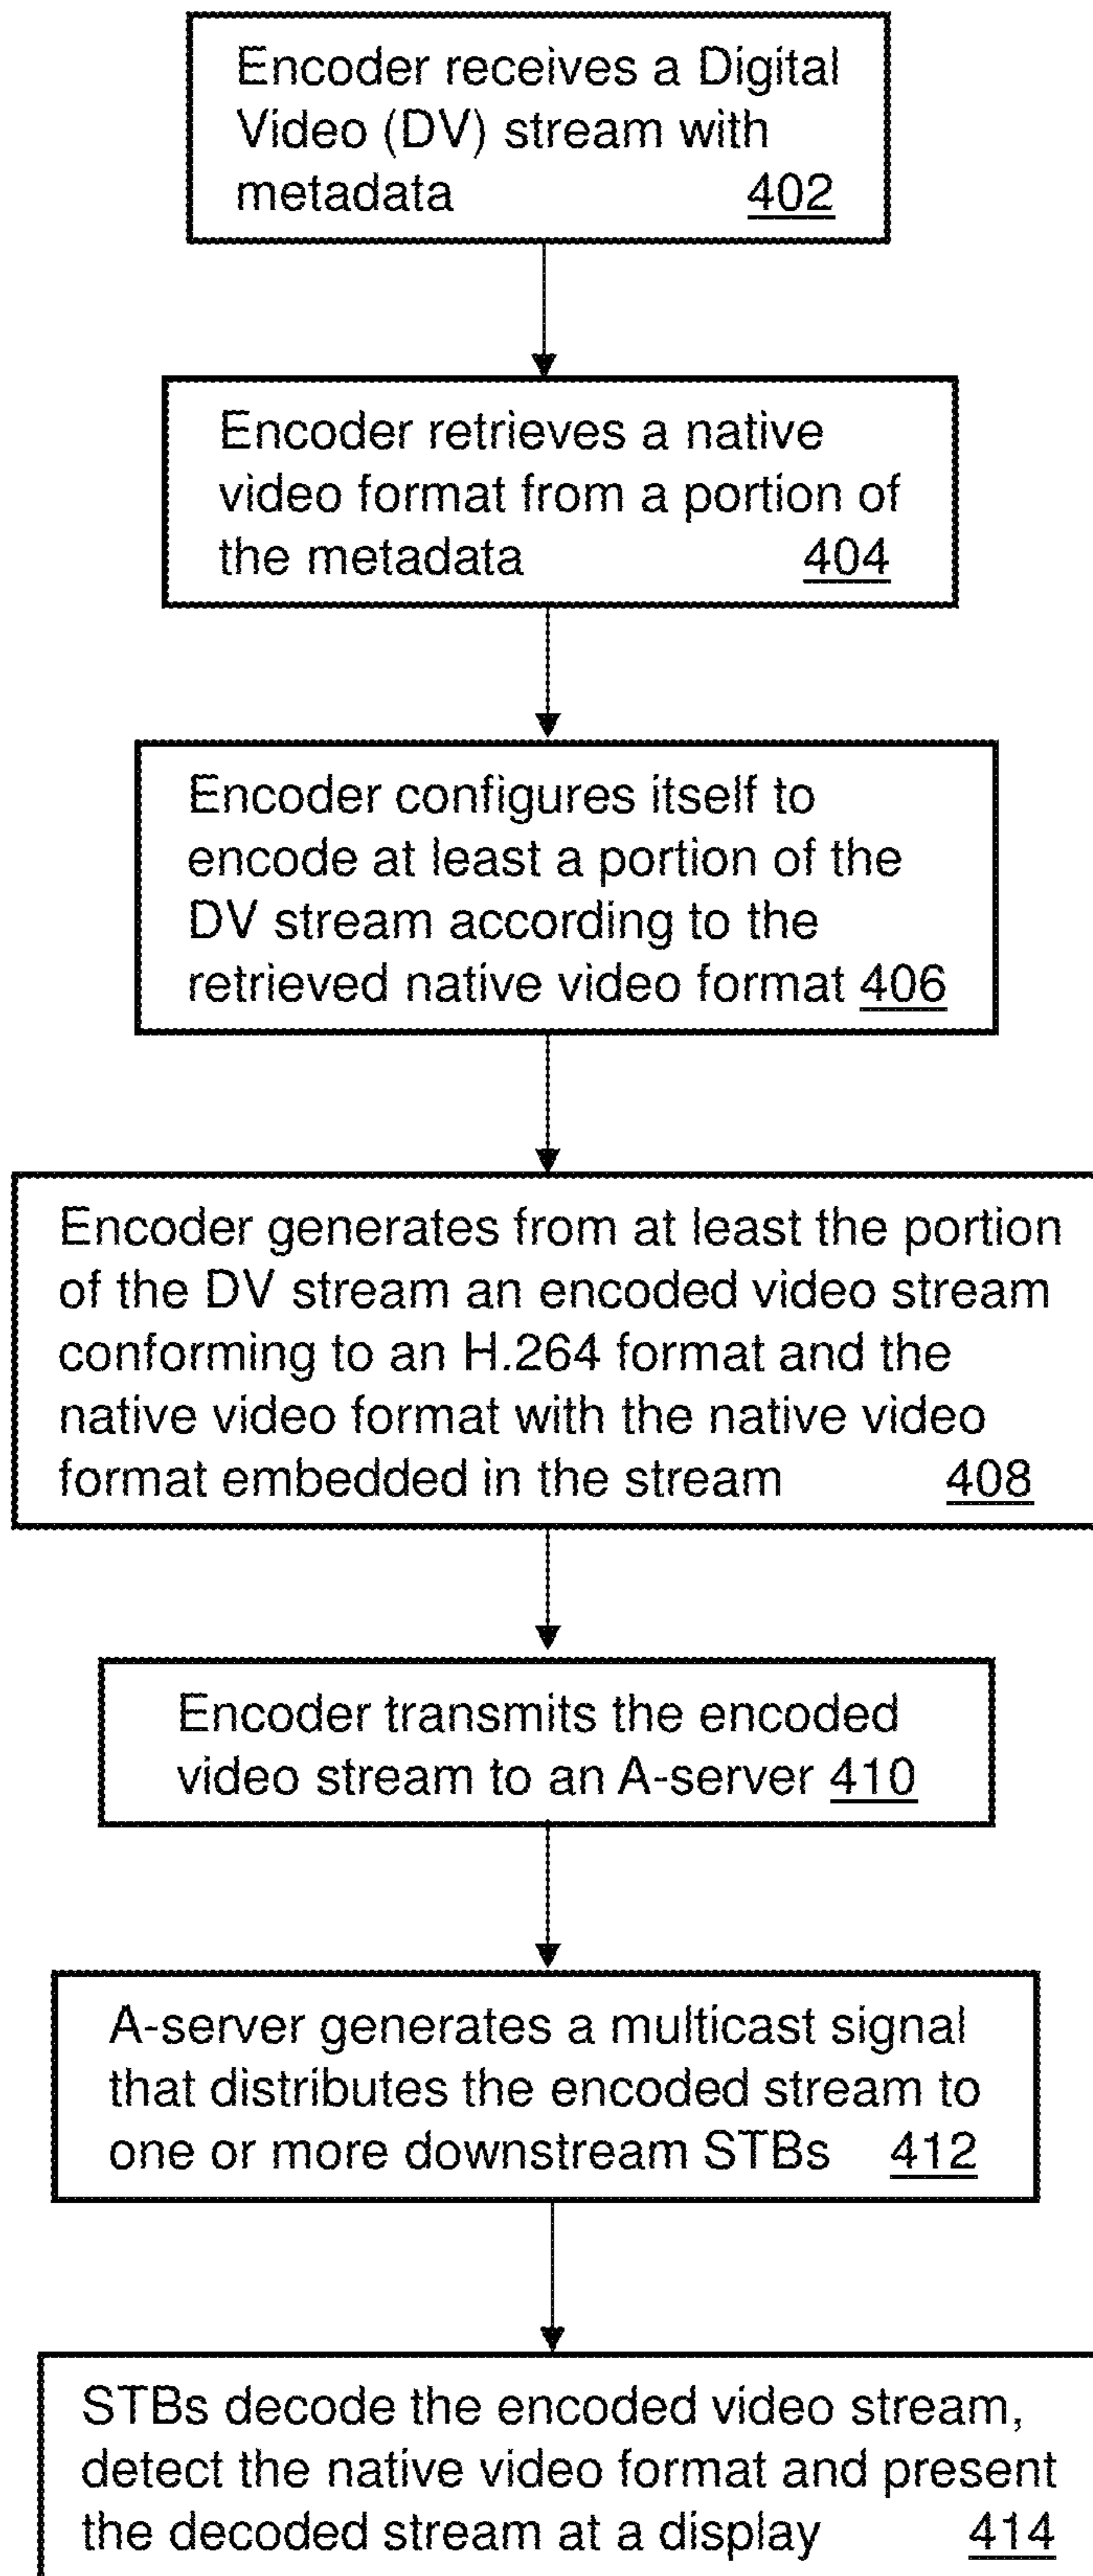 Encoder receives a Digital
Video (DV) stream with
metadata 402
Encoder retrieves a native
video format from a portion of
the metadata 404
Encoder configures itself to
encode at least a portion of the
DV stream according to the
retrieved native video format 406
Encoder generates from at least the portion
of the DV stream an encoded video stream
conforming to an H.264 format and the
native video format with the native video
format embedded in the stream 408
Encoder transmits the encoded
video stream to an A-server 410
A-server generates a multicast signal
that distributes the encoded stream to
one or more downstream STBs 412
STBs decode the encoded video stream,
detect the native video format and present
the decoded stream at a display 414